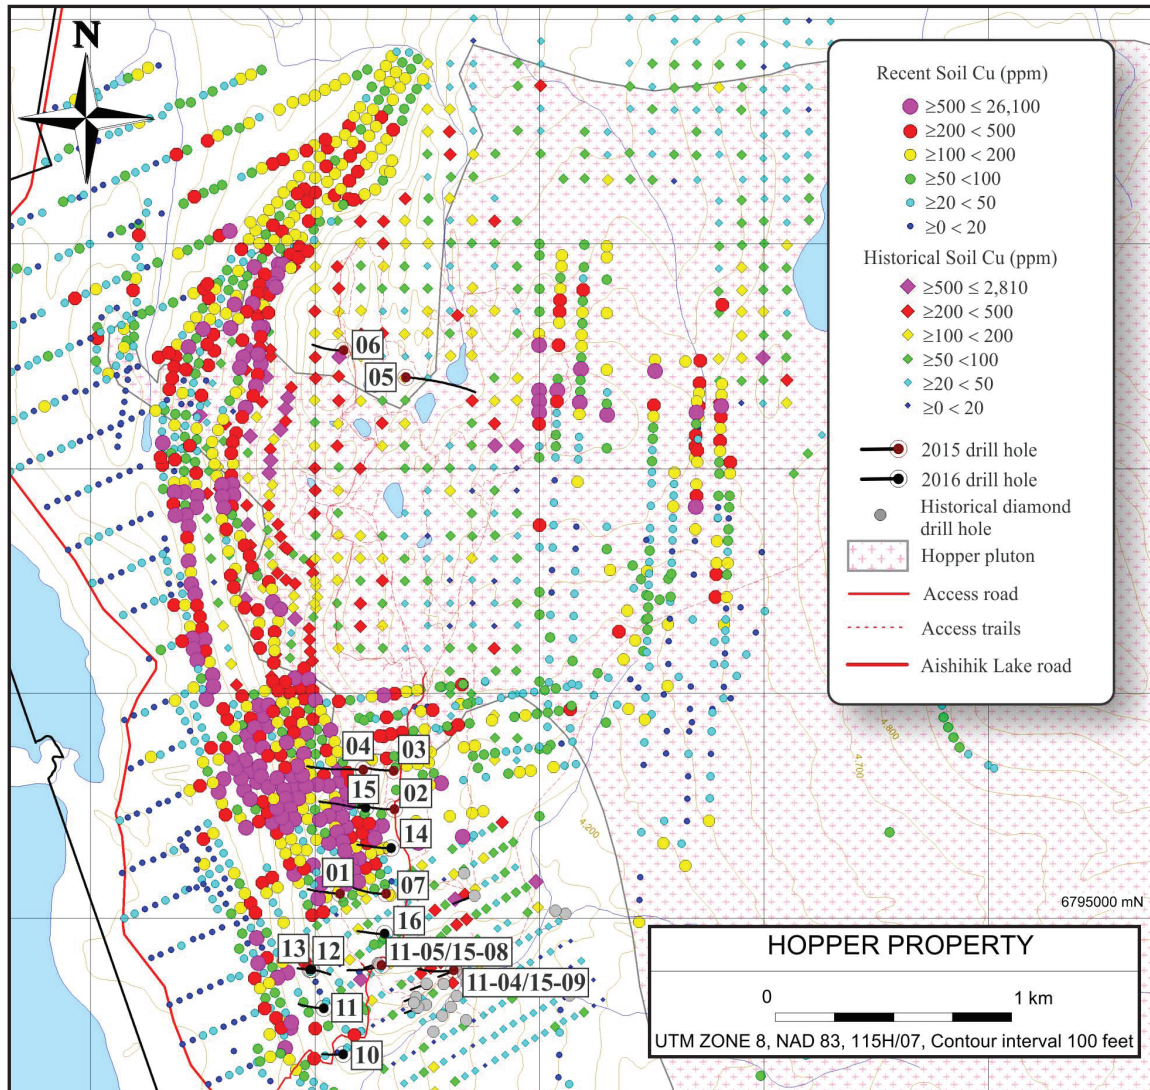 N
Recent Soil Cu (ppm)
≥500 ≤ 26,100
≥200 < 500
≥100 < 200
≥50 <100
≥20 < 50
≥0 < 20
Historical Soil Cu (ppm)
≥500 ≤ 2,810
≥200 < 500
≥100 < 200
≥50 <100
≥20 < 50
≥0 < 20
2015 drill hole
2016 drill hole
Historical diamond
drill hole
Hopper pluton
Access road
Access trails
Aishihik Lake road
06
05
4,800
4,700
04
03
15
02
4,200
14
01
07
6795000 mN
16
13
12
11-05/15-08
11-04/15-09
11
10
HOPPER PROPERTY
0
1 km
UTM ZONE 8, NAD 83, 115H/07, Contour interval 100 feet